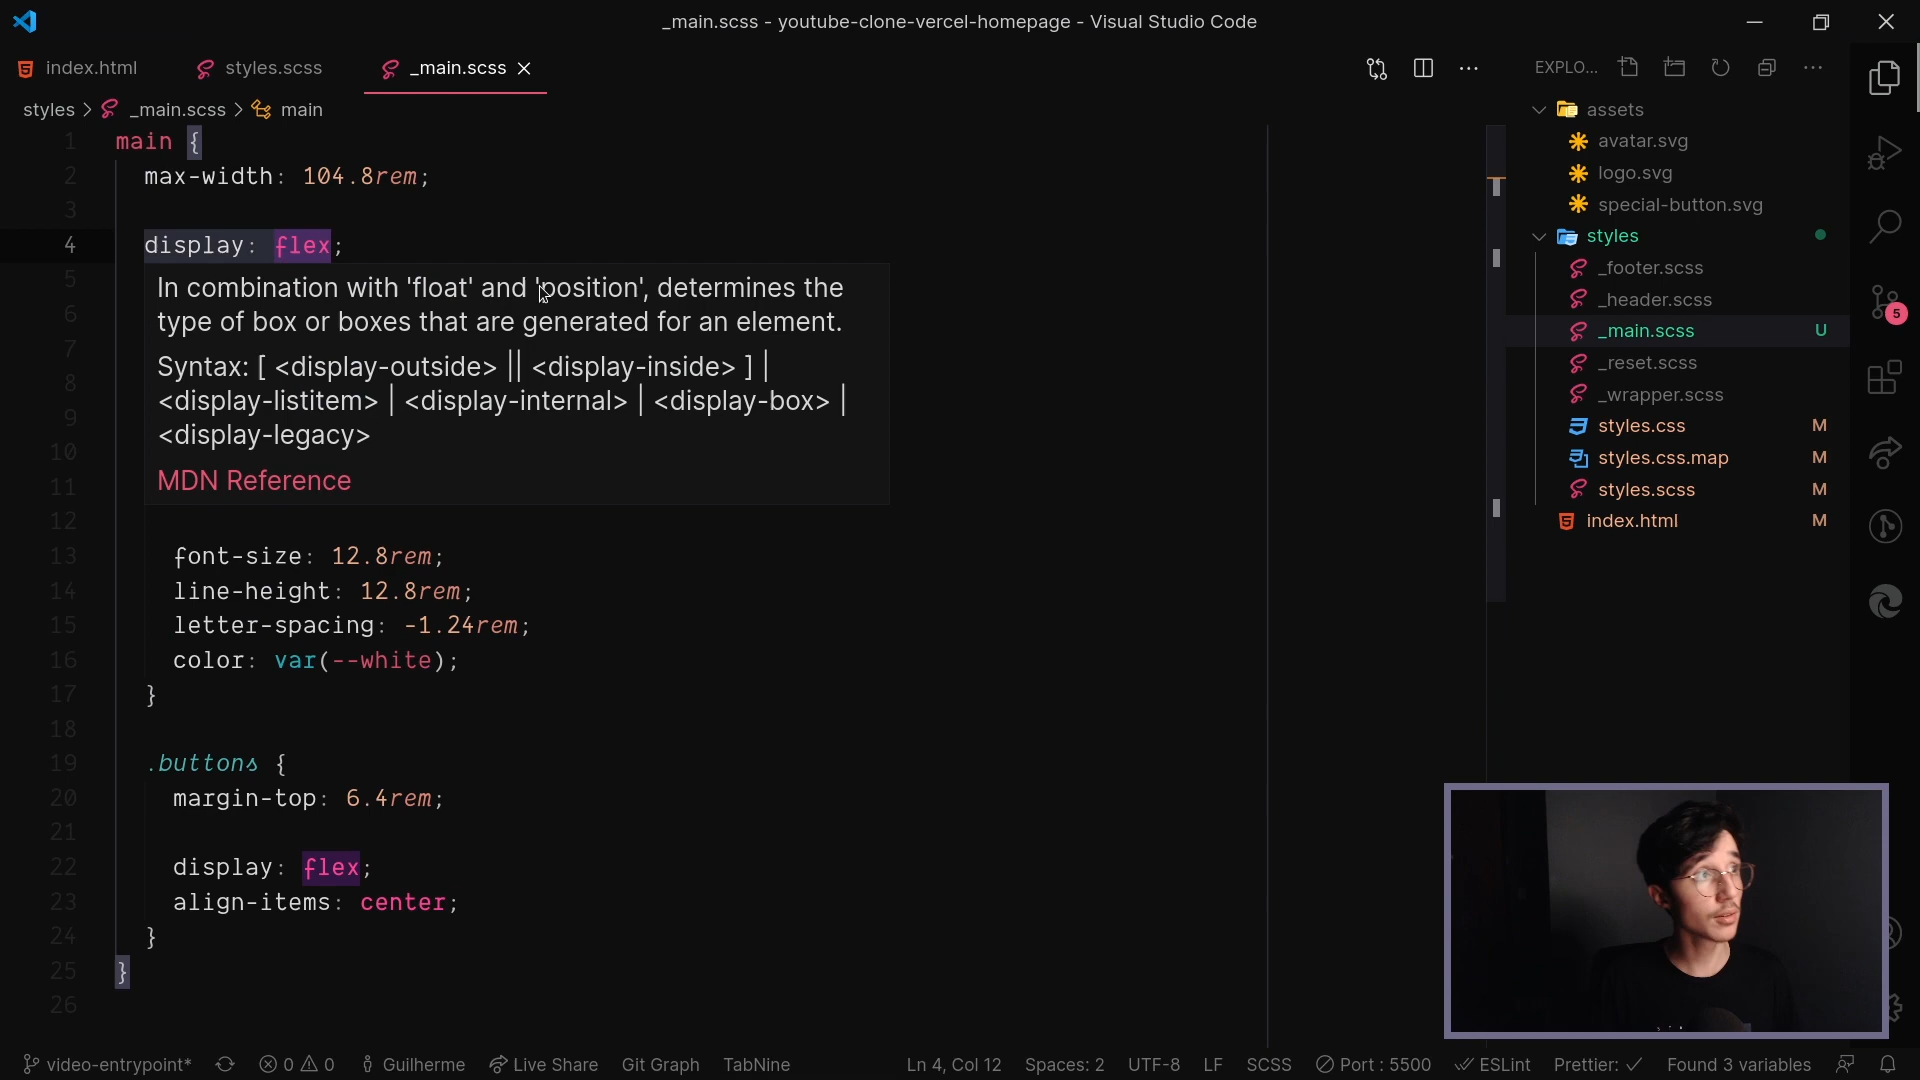 _main.scss - youtube-clone-vercel-homepage - Visual Studio Code
index.html
styles.scss
_main.scss
EXPLO...
styles > _main.scss > main
1 main {
2 max-width: 104.8rem;
3
4 display: flex;
5
6
7
8
9
10
11
12
In combination with 'float' and 'position', determines the
type of box or boxes that are generated for an element.
Syntax: [ <display-outside> || <display-inside> ] |
<display-listitem> | <display-internal> | <display-box> |
<display-legacy>
MDN Reference
13 font-size: 12.8rem;
14 line-height: 12.8rem;
15 letter-spacing: -1.24rem;
16 color: var(--white);
17 }
18
19 .buttons {
20 margin-top: 6.4rem;
21
22 display: flex;
23 align-items: center;
24 }
25 }
26
assets
avatar.svg
logo.svg
special-button.svg
styles
_footer.scss
_header.scss
_main.scss U
_reset.scss
_wrapper.scss
styles.css M
styles.css.map M
styles.scss M
index.html M
5
video-entrypoint* 0 0 Guilherme Live Share Git Graph TabNine Ln 4, Col 12 Spaces: 2 UTF-8 LF SCSS Port : 5500 ESLint Prettier: Found 3 variables